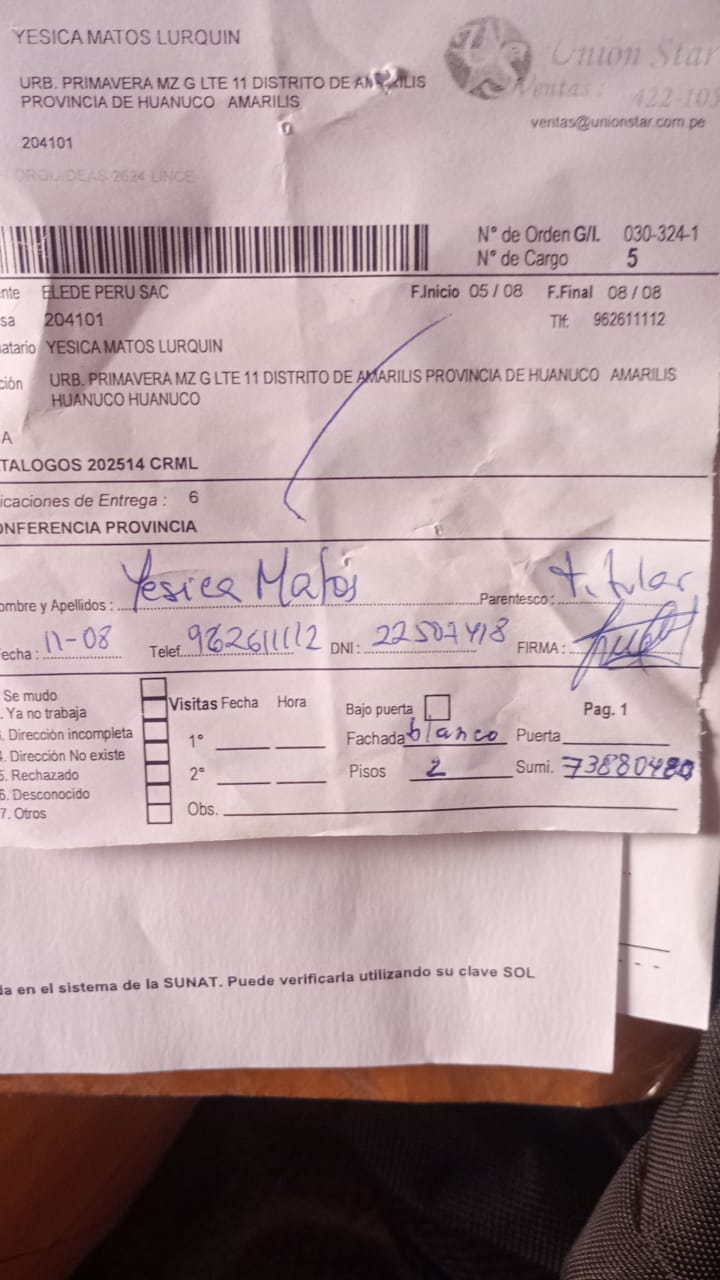 YESICA MATOS LURQUIN
Unión Star
URB. PRIMAVERA MZ G LTE 11 DISTRITO DE AMARILIS
Ventas: 422-105
PROVINCIA DE HUANUCO AMARILIS
ventas@unionstar.com.pe
204101
ORQUIDEAS 2624 LINCE
N° de Orden G/I. 030-324-1
N° de Cargo 5
nte ELEDE PERU SAC F.Inicio 05 / 08 F.Final 08 / 08
sa 204101 Tlf: 962611112
natario YESICA MATOS LURQUIN
ción URB. PRIMAVERA MZ G LTE 11 DISTRITO DE AMARILIS PROVINCIA DE HUANUCO AMARILIS
HUANUCO HUANUCO
A
TALOGOS 202514 CRML
icaciones de Entrega : 6
ONFERENCIA PROVINCIA
ombre y Apellidos : Yesica Matos Parentesco : titular
echa : 11-08 Telef. 962611112 DNI : 22507418 FIRMA :
. Se mudo
. Ya no trabaja
. Dirección incompleta
. Dirección No existe
5. Rechazado
6. Desconocido
7. Otros
Visitas Fecha Hora
1°
2°
Obs.
Bajo puerta Pag. 1
Fachada blanco Puerta
Pisos 2 Sumi. 73880480
da en el sistema de la SUNAT. Puede verificarla utilizando su clave SOL